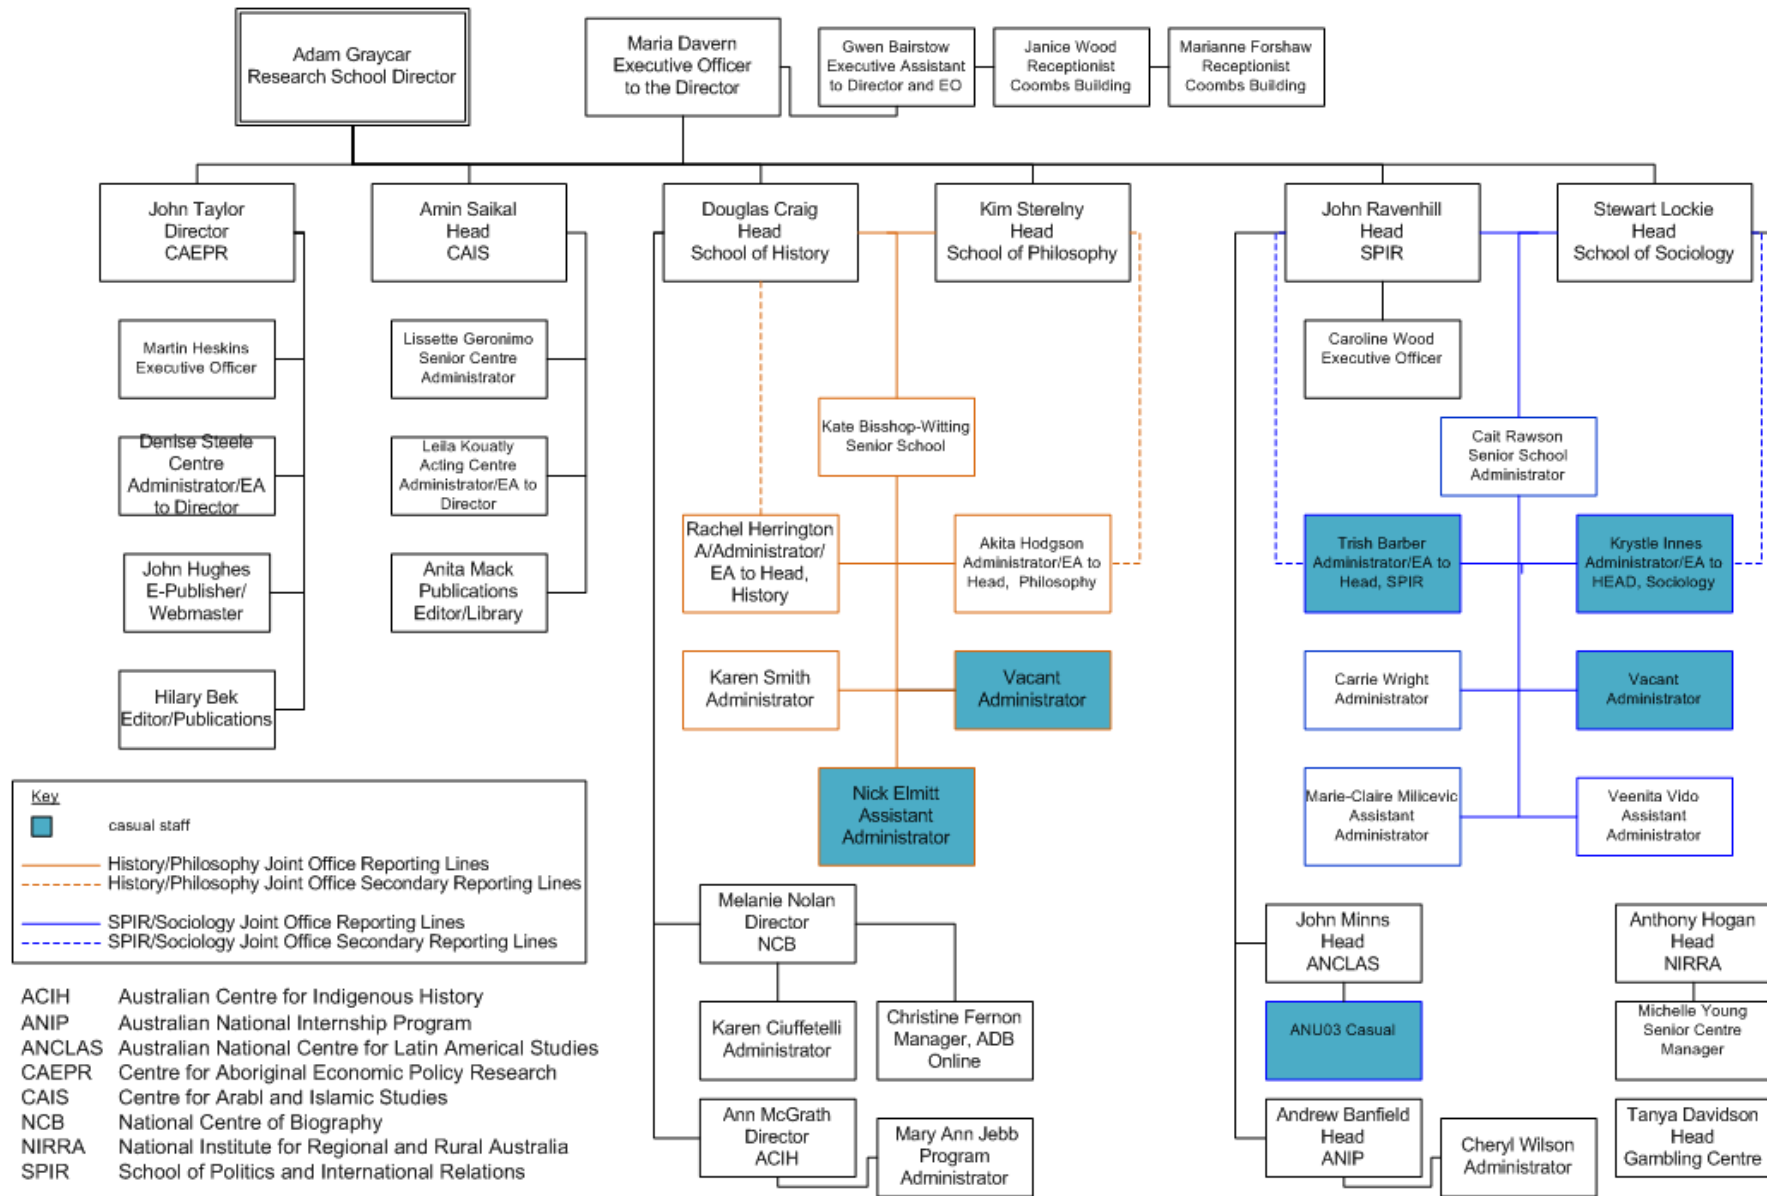 Adam Graycar
Research School Director
Maria Davern
Executive Officer
to the Director
Gwen Bairstow
Executive Assistant
to Director and EO
Janice Wood
Receptionist
Coombs Building
Marianne Forshaw
Receptionist
Coombs Building
John Taylor
Director
CAEPR
Amin Saikal
Head
CAIS
Douglas Craig
Head
School of History
Kim Sterelny
Head
School of Philosophy
John Ravenhill
Head
SPIR
Stewart Lockie
Head
School of Sociology
Martin Heskins
Executive Officer
Lissette Geronimo
Senior Centre
Administrator
Caroline Wood
Executive Officer
Kate Bisshop-Witting
Senior School
Cait Rawson
Senior School
Administrator
Denise Steele
Centre
Administrator/EA
to Director
Leila Kouatly
Acting Centre
Administrator/EA to
Director
Rachel Herrington
A/Administrator/
EA to Head,
History
Akita Hodgson
Administrator/EA to
Head, Philosophy
Trish Barber
Administrator/EA to
Head, SPIR
Krystle Innes
Administrator/EA to
HEAD, Sociology
John Hughes
E-Publisher/
Webmaster
Anita Mack
Publications
Editor/Library
Karen Smith
Administrator
Vacant
Administrator
Carrie Wright
Administrator
Vacant
Administrator
Hilary Bek
Editor/Publications
Nick Elmitt
Assistant
Administrator
Marie-Claire Milicevic
Assistant
Administrator
Veenita Vido
Assistant
Administrator
Key
casual staff
History/Philosophy Joint Office Reporting Lines
History/Philosophy Joint Office Secondary Reporting Lines
SPIR/Sociology Joint Office Reporting Lines
SPIR/Sociology Joint Office Secondary Reporting Lines
Melanie Nolan
Director
NCB
John Minns
Head
ANCLAS
Anthony Hogan
Head
NIRRA
Karen Ciuffetelli
Administrator
Christine Fernon
Manager, ADB
Online
ANU03 Casual
Michelle Young
Senior Centre
Manager
Ann McGrath
Director
ACIH
Mary Ann Jebb
Program
Administrator
Andrew Banfield
Head
ANIP
Cheryl Wilson
Administrator
Tanya Davidson
Head
Gambling Centre
ACIH Australian Centre for Indigenous History
ANIP Australian National Internship Program
ANCLAS Australian National Centre for Latin Americal Studies
CAEPR Centre for Aboriginal Economic Policy Research
CAIS Centre for Arabl and Islamic Studies
NCB National Centre of Biography
NIRRA National Institute for Regional and Rural Australia
SPIR School of Politics and International Relations